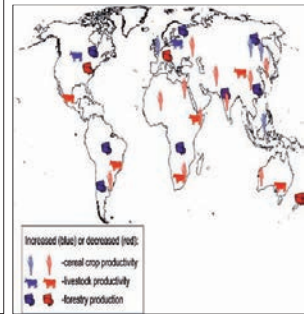 Increased (blue) or decreased (red):
-cereal crop productivity
-livestock productivity
-forestry production